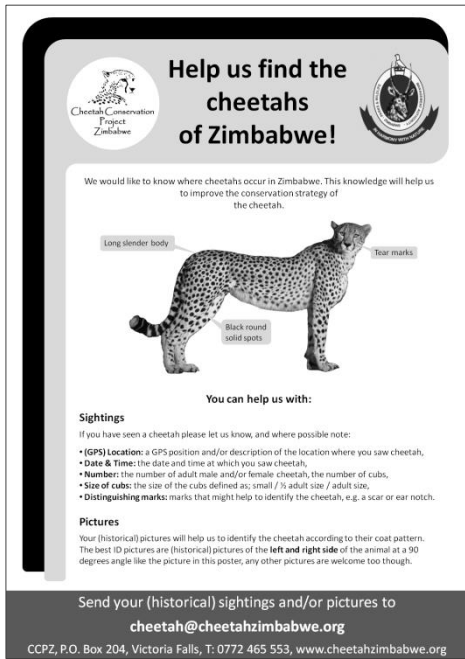 Help us find the
cheetahs
of Zimbabwe!
Cheetah Conservation
Project
Zimbabwe
IN HARMONY WITH NATURE
We would like to know where cheetahs occur in Zimbabwe. This knowledge will help us
to improve the conservation strategy of
the cheetah.
Long slender body
Tear marks
Black round
solid spots
You can help us with:
Sightings
If you have seen a cheetah please let us know, and where possible note:
• (GPS) Location: a GPS position and/or description of the location where you saw cheetah,
• Date & Time: the date and time at which you saw cheetah,
• Number: the number of adult male and/or female cheetah, the number of cubs,
• Size of cubs: the size of the cubs defined as; small / ½ adult size / adult size,
• Distinguishing marks: marks that might help to identify the cheetah, e.g. a scar or ear notch.
Pictures
Your (historical) pictures will help us to identify the cheetah according to their coat pattern.
The best ID pictures are (historical) pictures of the left and right side of the animal at a 90
degrees angle like the picture in this poster, any other pictures are welcome too though.
Send your (historical) sightings and/or pictures to
cheetah@cheetahzimbabwe.org
CCPZ, P.O. Box 204, Victoria Falls, T: 0772 465 553, www.cheetahzimbabwe.org